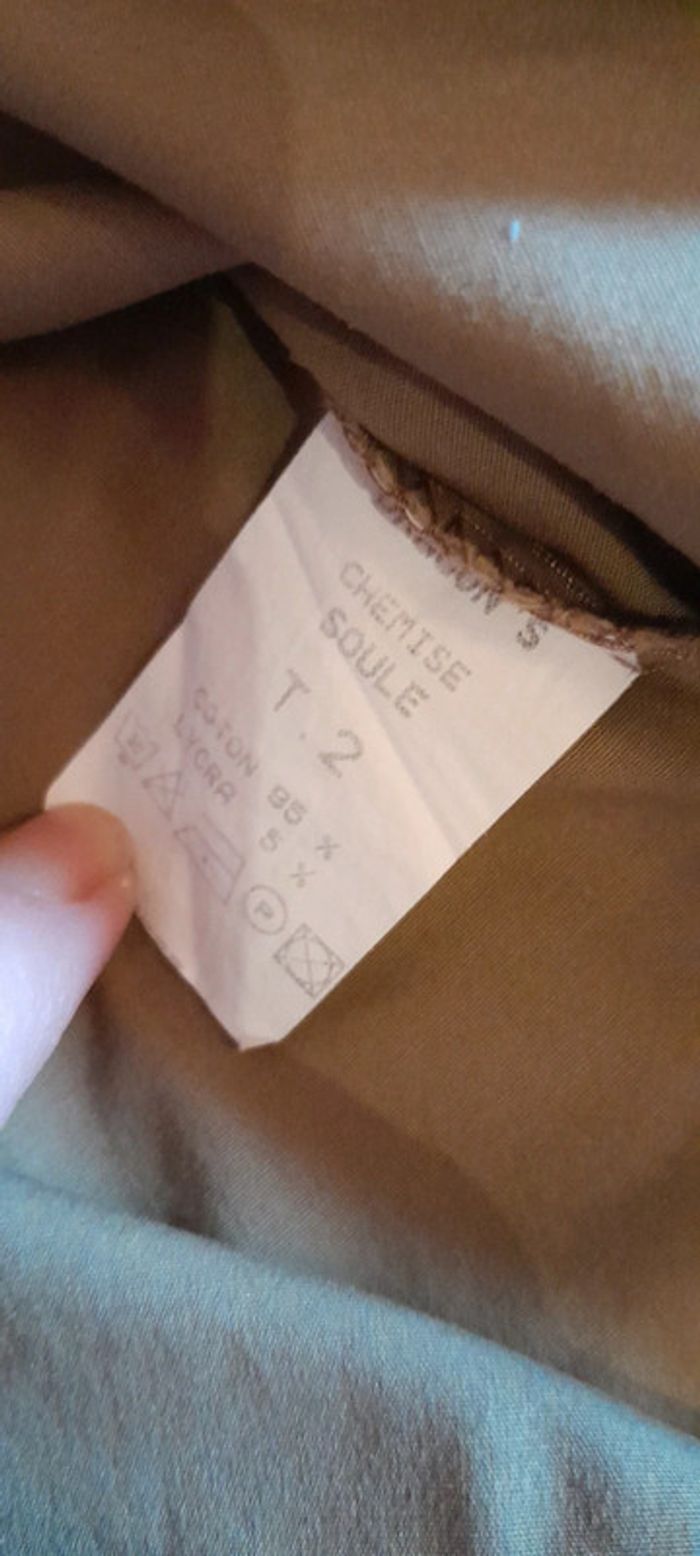 CHEMISE
SOULE
T.2
COTON 95 %
LYCRA 5 %
P